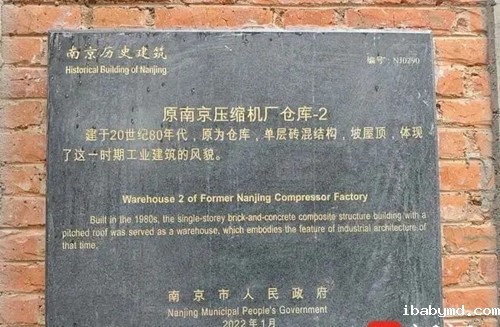 南京历史建筑
Historical Building of Nanjing
编号：NJ0290
原南京压缩机厂仓库-2
建于20世纪80年代，原为仓库，单层砖混结构，坡屋顶，体现
了这一时期工业建筑的风貌。
Warehouse 2 of Former Nanjing Compressor Factory
Built in the 1980s, the single-storey brick-and-concrete composite structure building with a
pitched roof was served as a warehouse, which embodies the feature of industrial architecture of
that time.
南京市人民政府
Nanjing Municipal People's Government
2022年1月
ibabymd.com